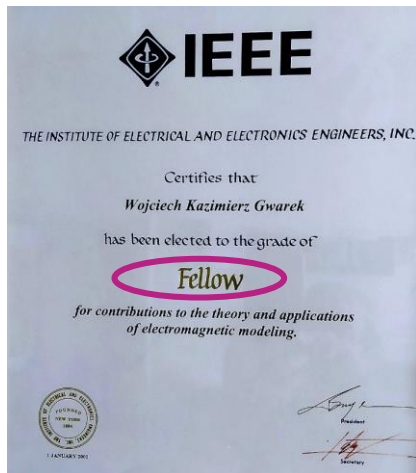 IEEE
THE INSTITUTE OF ELECTRICAL AND ELECTRONICS ENGINEERS, INC.
Certifies that
Wojciech Kazimierz Gwarek
has been elected to the grade of
Fellow
for contributions to the theory and applications
of electromagnetic modeling.
FOUNDED
NEW YORK
1884
President
1 JANUARY 2001
Secretary